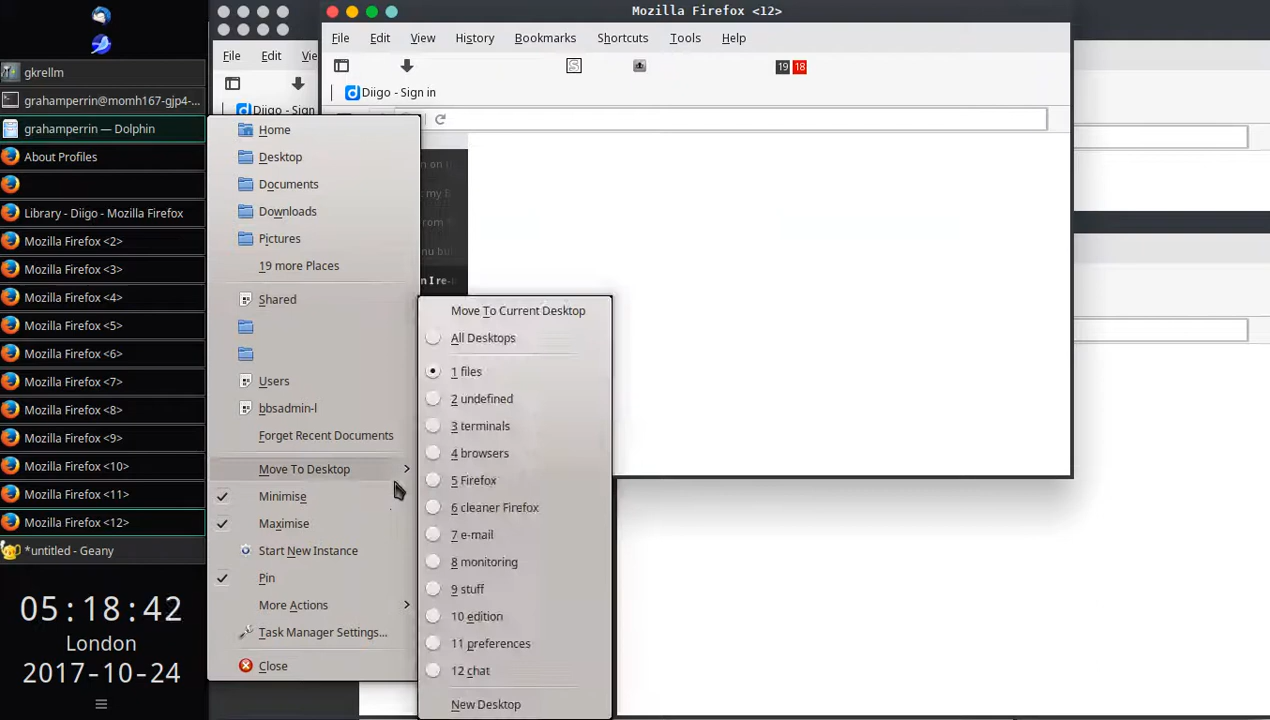 gkrellm
grahamperrin@momh167-gjp4-...
grahamperrin — Dolphin
About Profiles
Library - Diigo - Mozilla Firefox
Mozilla Firefox <2>
Mozilla Firefox <3>
Mozilla Firefox <4>
Mozilla Firefox <5>
Mozilla Firefox <6>
Mozilla Firefox <7>
Mozilla Firefox <8>
Mozilla Firefox <9>
Mozilla Firefox <10>
Mozilla Firefox <11>
Mozilla Firefox <12>
*untitled - Geany
05:18:42
London
2017-10-24
File Edit Vie
Diigo - Sign
Mozilla Firefox <12>
File Edit View History Bookmarks Shortcuts Tools Help
S 19 18
Diigo - Sign in
Home
Desktop
Documents
Downloads
Pictures
19 more Places
Shared
Users
bbsadmin-l
Forget Recent Documents
Move To Desktop
Minimise
Maximise
Start New Instance
Pin
More Actions
Task Manager Settings...
Close
Move To Current Desktop
All Desktops
1 files
2 undefined
3 terminals
4 browsers
5 Firefox
6 cleaner Firefox
7 e-mail
8 monitoring
9 stuff
10 edition
11 preferences
12 chat
New Desktop